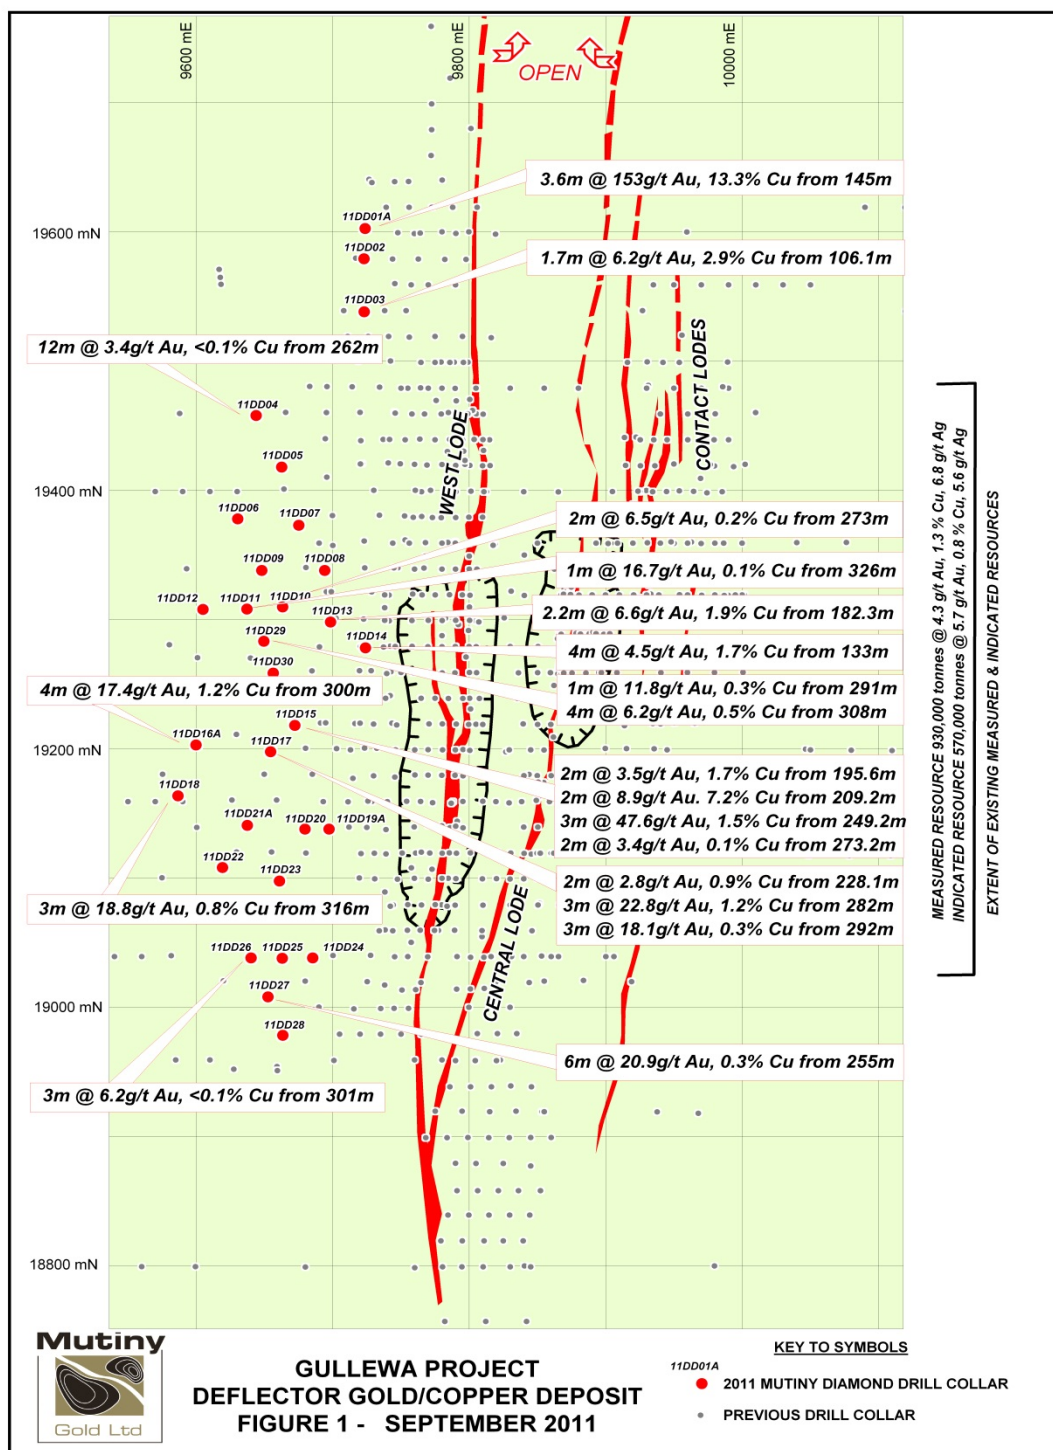 9600 mE
9800 mE
10000 mE
OPEN
3.6m @ 153g/t Au, 13.3% Cu from 145m
11DD01A
19600 mN
11DD02
1.7m @ 6.2g/t Au, 2.9% Cu from 106.1m
11DD03
12m @ 3.4g/t Au, <0.1% Cu from 262m
11DD04
WEST LODE
CONTACT LODES
11DD05
19400 mN
11DD06
11DD07
2m @ 6.5g/t Au, 0.2% Cu from 273m
11DD09
11DD08
1m @ 16.7g/t Au, 0.1% Cu from 326m
11DD12
11DD11
11DD10
11DD13
2.2m @ 6.6g/t Au, 1.9% Cu from 182.3m
11DD29
11DD14
4m @ 4.5g/t Au, 1.7% Cu from 133m
11DD30
4m @ 17.4g/t Au, 1.2% Cu from 300m
1m @ 11.8g/t Au, 0.3% Cu from 291m
4m @ 6.2g/t Au, 0.5% Cu from 308m
11DD15
11DD16A
11DD17
19200 mN
2m @ 3.5g/t Au, 1.7% Cu from 195.6m
2m @ 8.9g/t Au. 7.2% Cu from 209.2m
3m @ 47.6g/t Au, 1.5% Cu from 249.2m
2m @ 3.4g/t Au, 0.1% Cu from 273.2m
11DD18
11DD21A
11DD20
11DD19A
11DD22
11DD23
2m @ 2.8g/t Au, 0.9% Cu from 228.1m
3m @ 22.8g/t Au, 1.2% Cu from 282m
3m @ 18.1g/t Au, 0.3% Cu from 292m
3m @ 18.8g/t Au, 0.8% Cu from 316m
CENTRAL LODE
11DD26
11DD25
11DD24
11DD27
19000 mN
11DD28
6m @ 20.9g/t Au, 0.3% Cu from 255m
3m @ 6.2g/t Au, <0.1% Cu from 301m
18800 mN
MEASURED RESOURCE 930,000 tonnes @ 4.3 g/t Au, 1.3 % Cu, 6.8 g/t Ag
INDICATED RESOURCE 570,000 tonnes @ 5.7 g/t Au, 0.8 % Cu, 5.6 g/t Ag
EXTENT OF EXISTING MEASURED & INDICATED RESOURCES
Mutiny
Gold Ltd
GULLEWA PROJECT
DEFLECTOR GOLD/COPPER DEPOSIT
FIGURE 1 - SEPTEMBER 2011
KEY TO SYMBOLS
11DD01A
2011 MUTINY DIAMOND DRILL COLLAR
PREVIOUS DRILL COLLAR